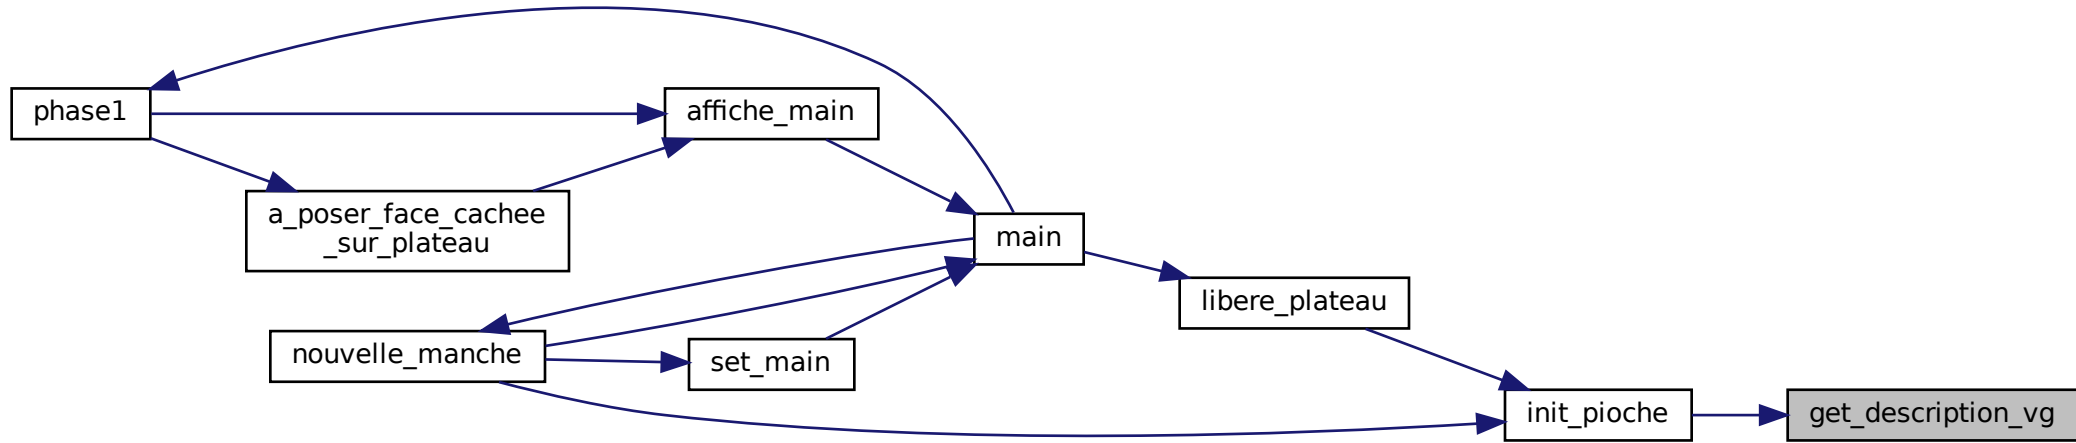 phase1
affiche_main
a_poser_face_cachee
_sur_plateau
main
libere_plateau
nouvelle_manche
set_main
init_pioche
get_description_vg